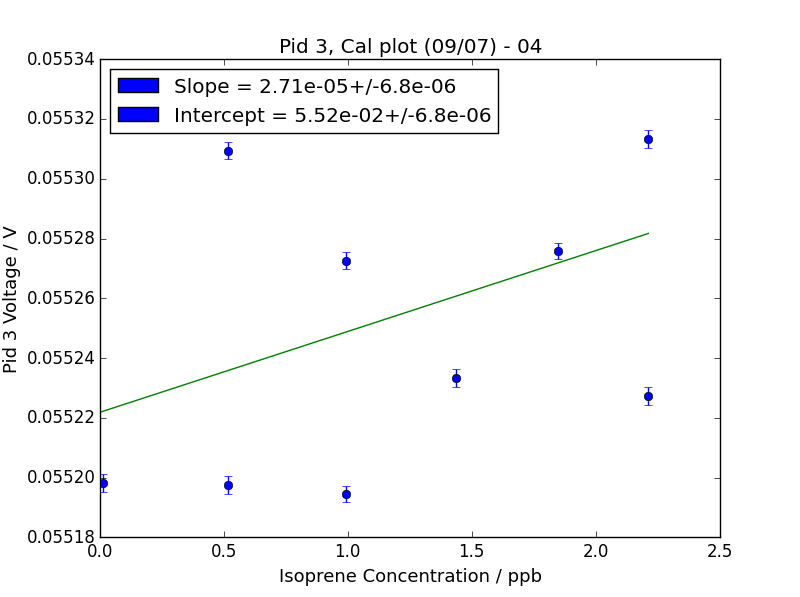 Pid 3, Cal plot (09/07) - 04
Slope = 2.71e-05+/-6.8e-06
Intercept = 5.52e-02+/-6.8e-06
Pid 3 Voltage / V
0.05534
0.05532
0.05530
0.05528
0.05526
0.05524
0.05522
0.05520
0.05518
0.0 0.5 1.0 1.5 2.0 2.5
Isoprene Concentration / ppb